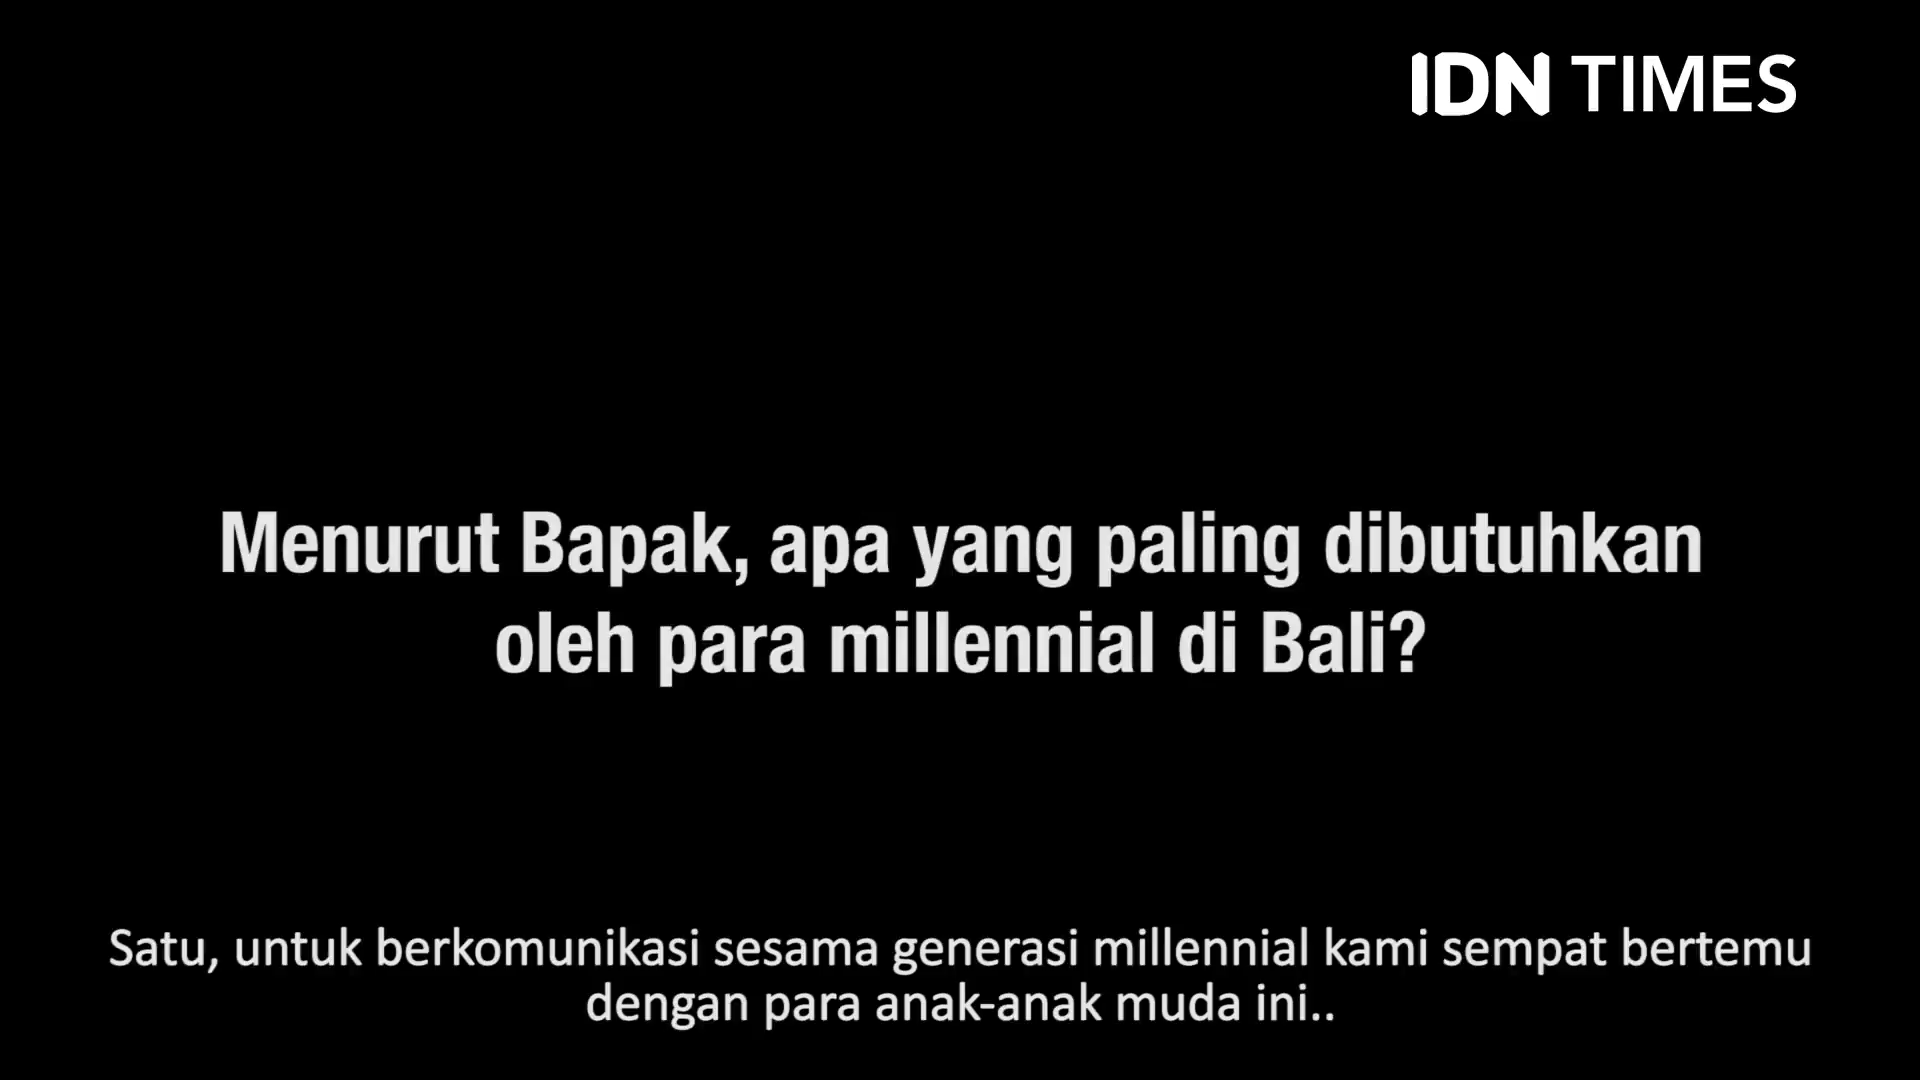 IDN TIMES
Menurut Bapak, apa yang paling dibutuhkan
oleh para millennial di Bali?
Satu, untuk berkomunikasi sesama generasi millennial kami sempat bertemu
dengan para anak-anak muda ini..